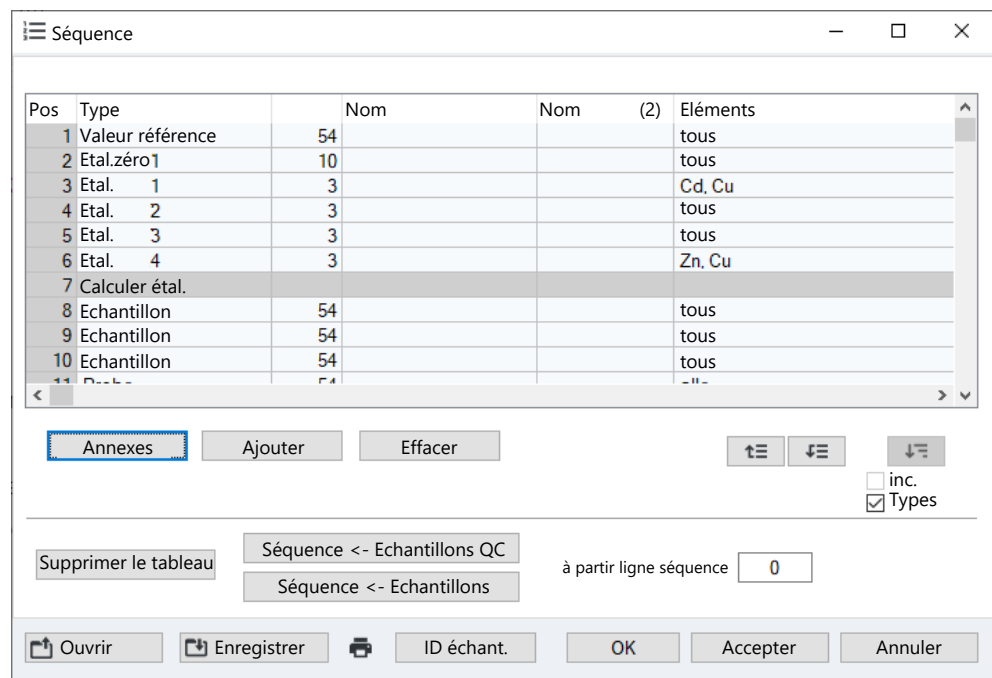 Séquence
Pos Type Nom Nom (2) Eléments
1 Valeur référence 54 tous
2 Etal.zéro1 10 tous
3 Etal. 1 3 Cd, Cu
4 Etal. 2 3 tous
5 Etal. 3 3 tous
6 Etal. 4 3 Zn, Cu
7 Calculer étal.
8 Echantillon 54 tous
9 Echantillon 54 tous
10 Echantillon 54 tous
Annexes Ajouter Effacer
inc.
Types
Supprimer le tableau
Séquence <- Echantillons QC
Séquence <- Echantillons
à partir ligne séquence 0
Ouvrir Enregistrer ID échant. OK Accepter Annuler